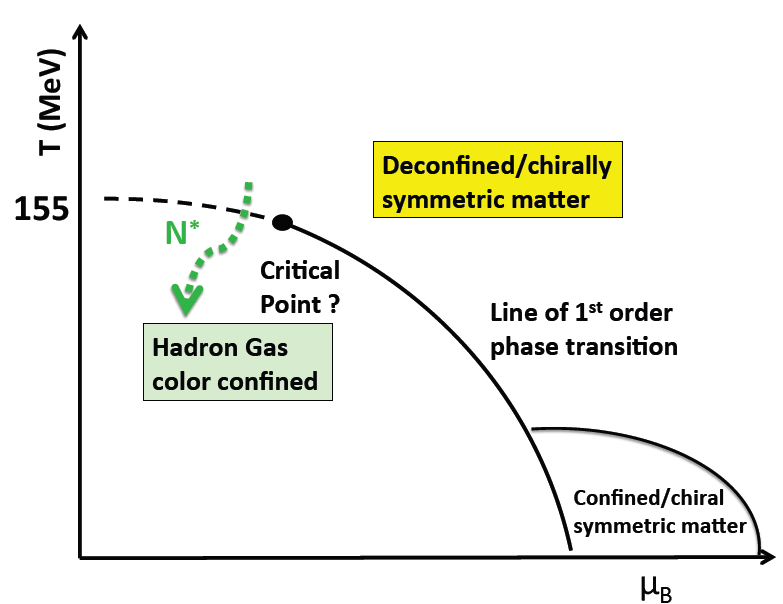 T (MeV)
155
Deconfined/chirally
symmetric matter
N*
Critical
Point ?
Line of 1st order
phase transition
Hadron Gas
color confined
Confined/chiral
symmetric matter
μB